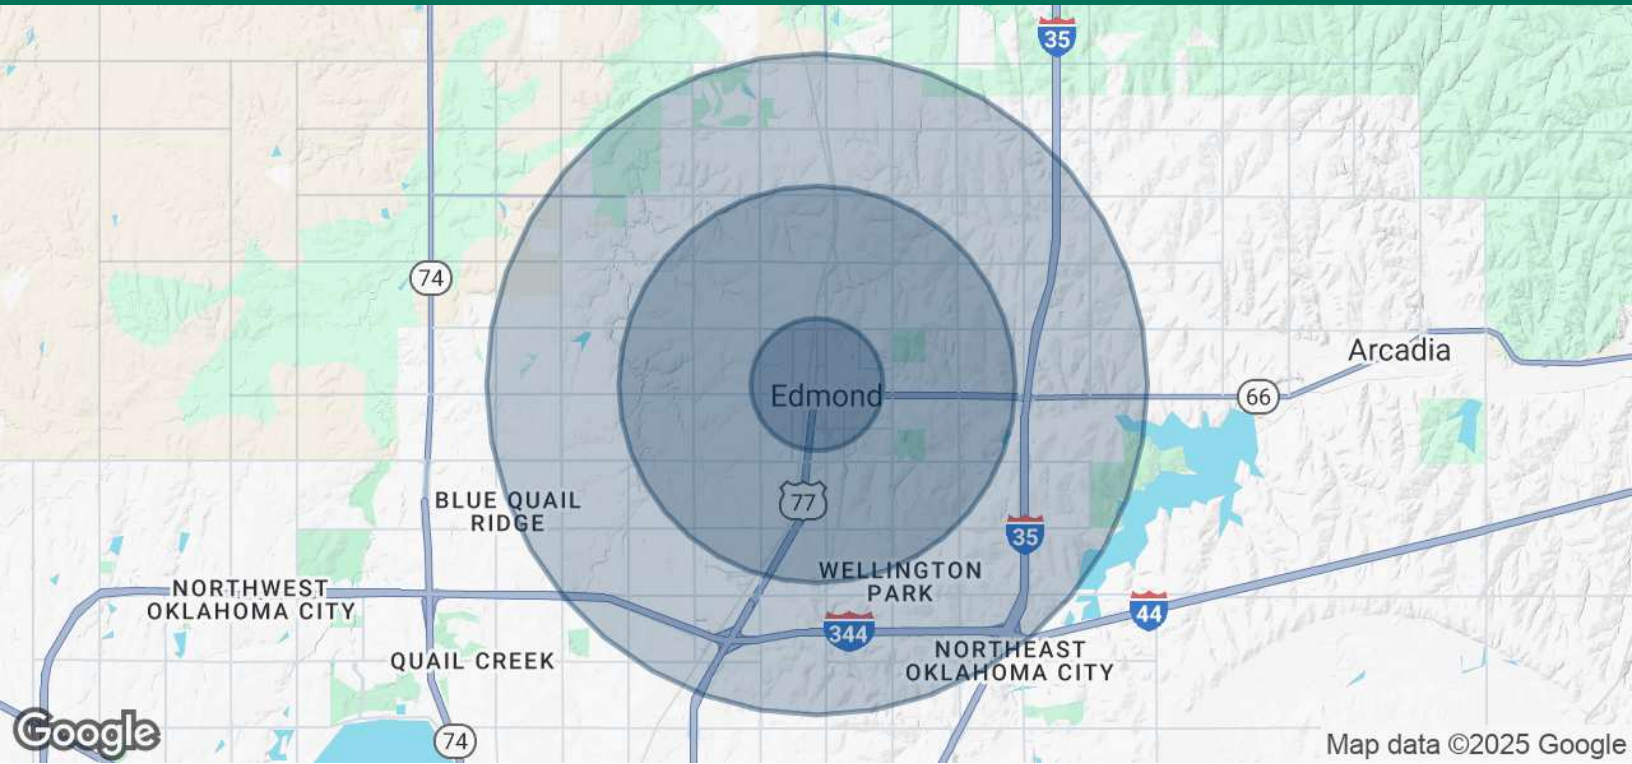 35
74
Arcadia
Edmond
66
BLUE QUAIL
RIDGE
77
35
WELLINGTON
PARK
NORTHWEST
OKLAHOMA CITY
44
344
QUAIL CREEK
NORTHEAST
OKLAHOMA CITY
Google
74
Map data ©2025 Google